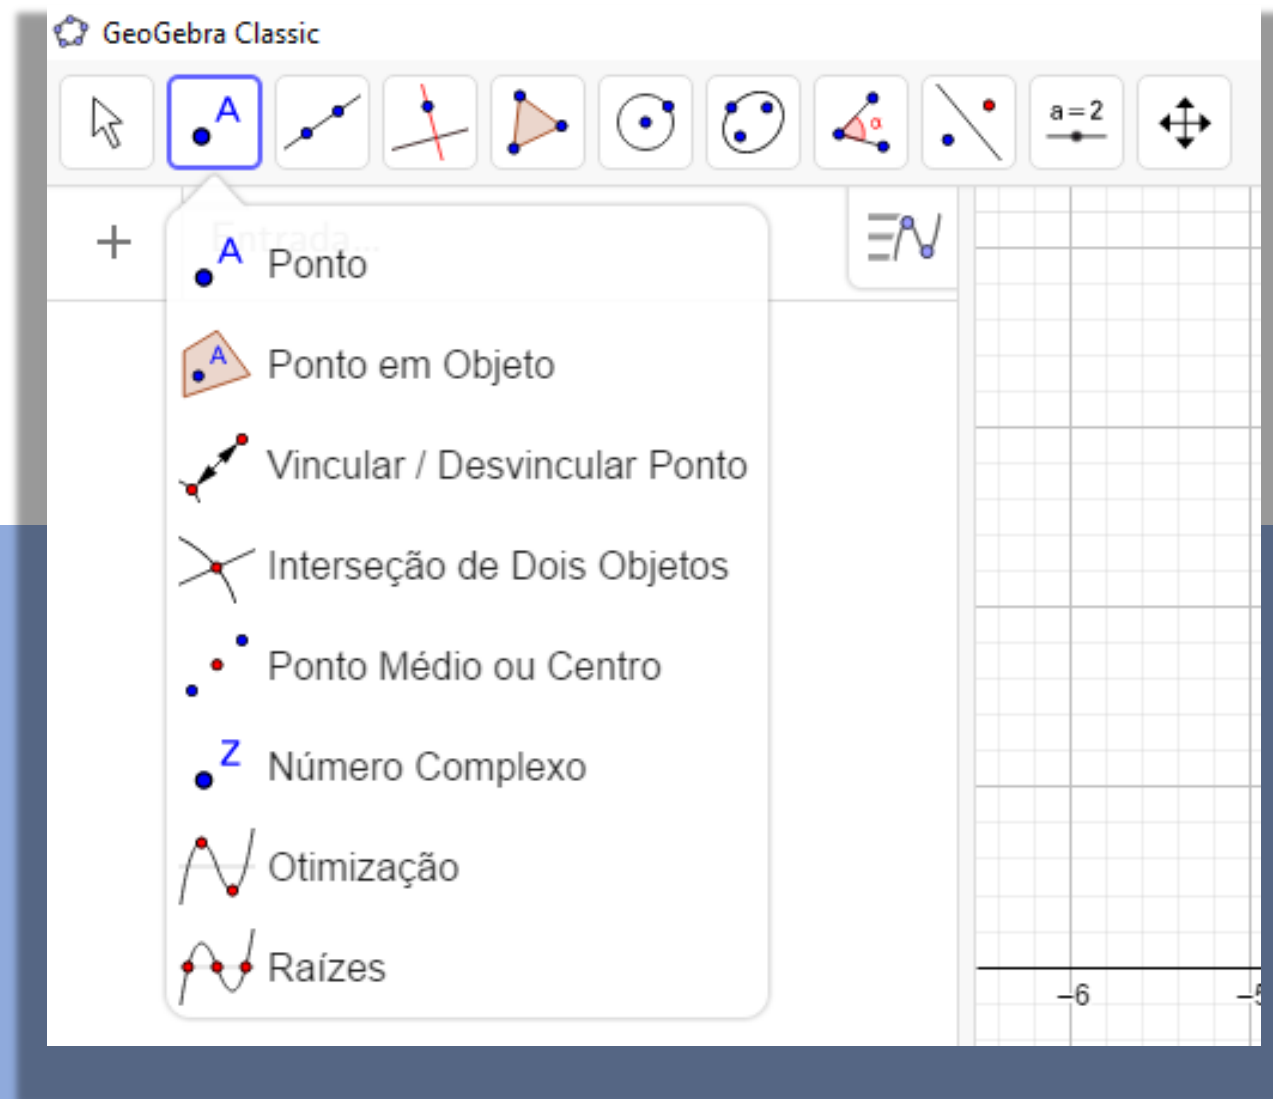 GeoGebra Classic
A
α
a = 2
Entrada...
A Ponto
A Ponto em Objeto
Vincular / Desvincular Ponto
Interseção de Dois Objetos
Ponto Médio ou Centro
Z Número Complexo
Otimização
Raízes
–6